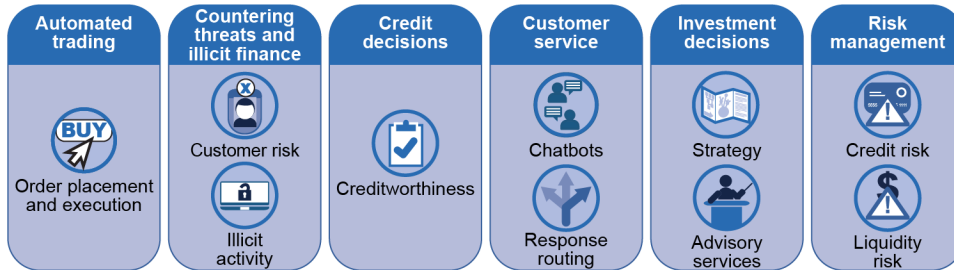 Automated
trading
BUY
Order placement
and execution
Countering
threats and
illicit finance
X
Customer risk
Illicit
activity
Credit
decisions
Creditworthiness
Customer
service
Chatbots
Response
routing
Investment
decisions
Strategy
Advisory
services
Risk
management
Credit risk
$
Liquidity
risk